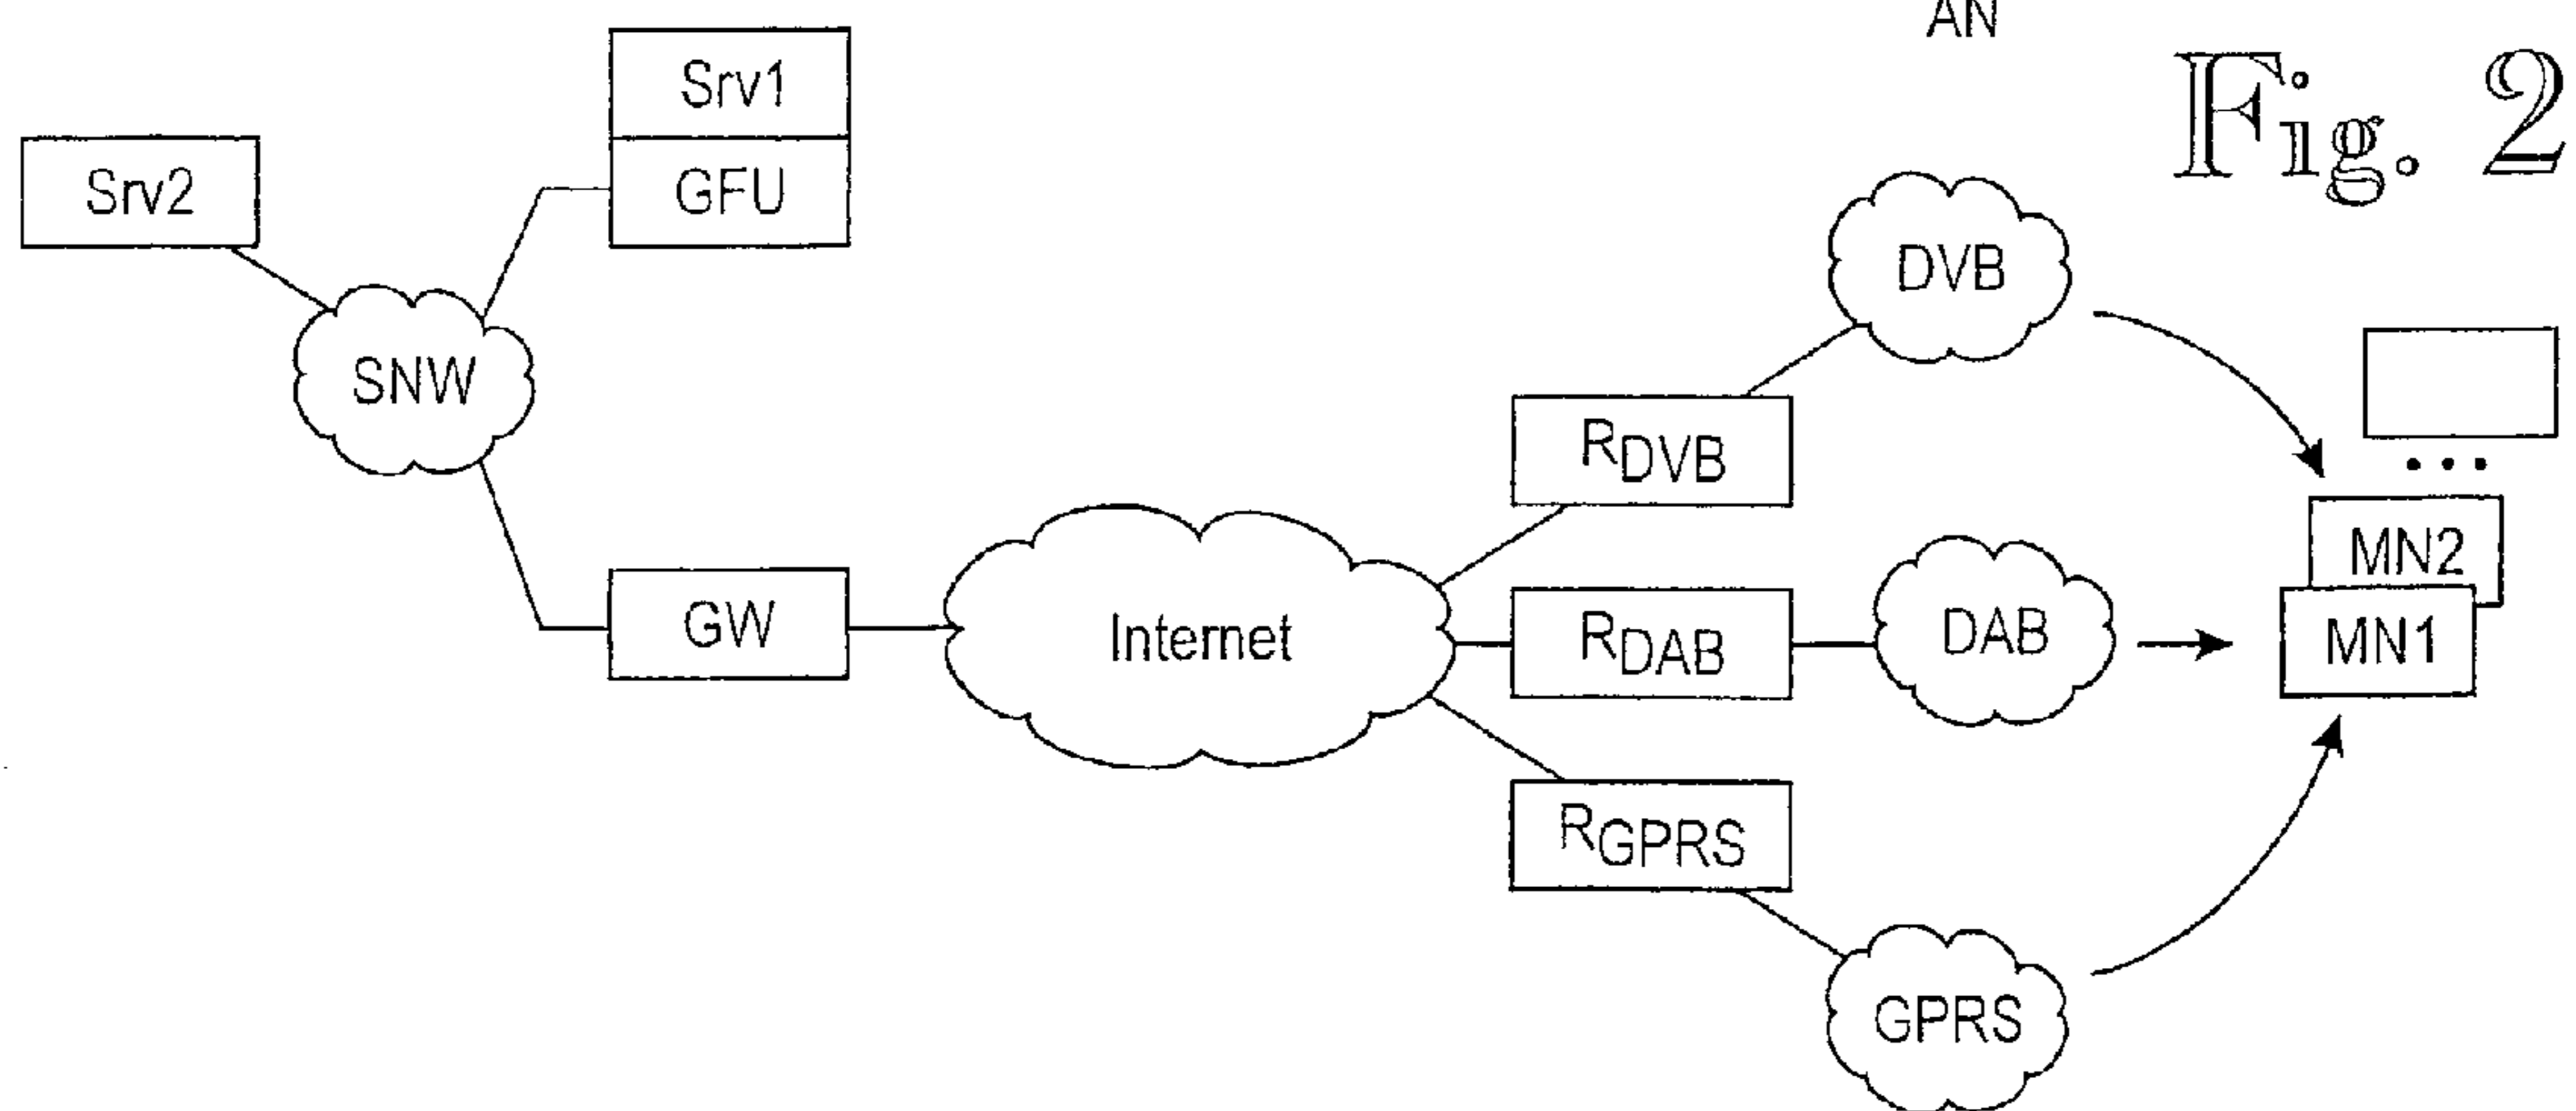 AN
Fig. 2
Srv1
GFU
Srv2
SNW
GW
Internet
RDVB
DVB
RDAB
DAB
RGPRS
GPRS
...
MN2
MN1